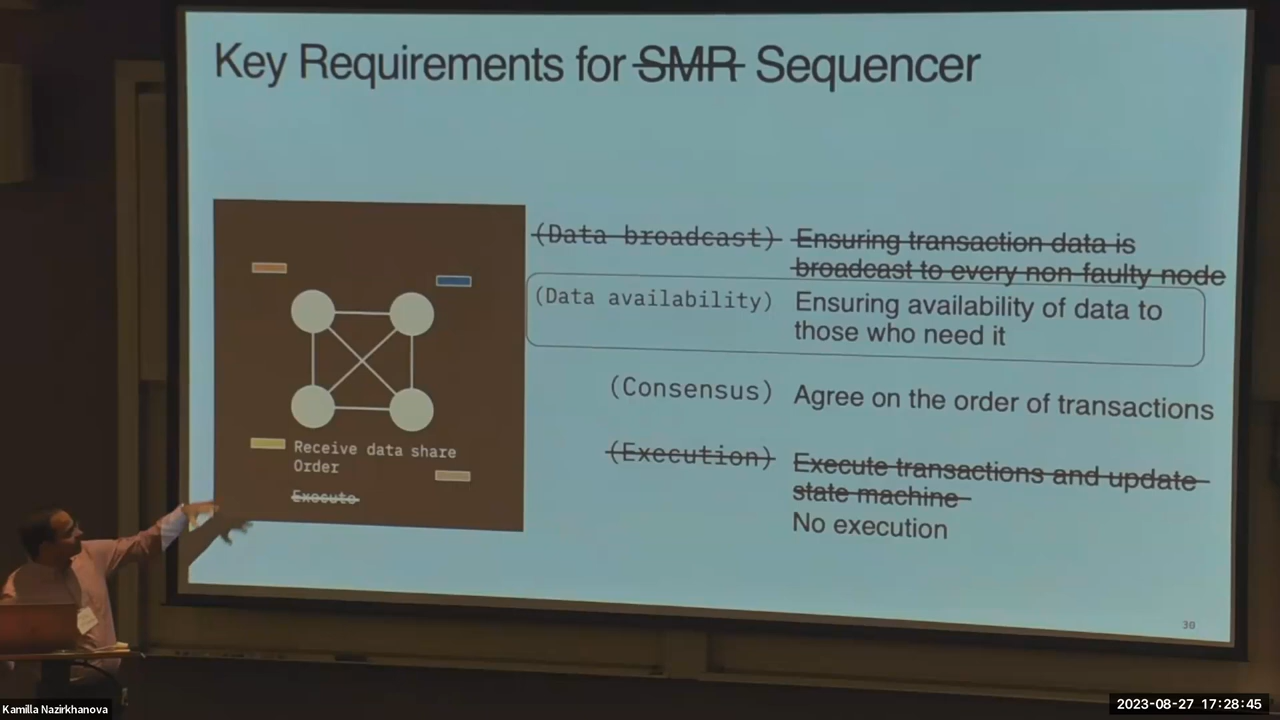 Key Requirements for SMR Sequencer
(Data broadcast) Ensuring transaction data is
broadcast to every non faulty node
(Data availability) Ensuring availability of data to
those who need it
(Consensus) Agree on the order of transactions
(Execution) Execute transactions and update
state machine
No execution
Receive data share
Order
Execute
30
Kamilla Nazirkhanova
2023-08-27 17:28:45